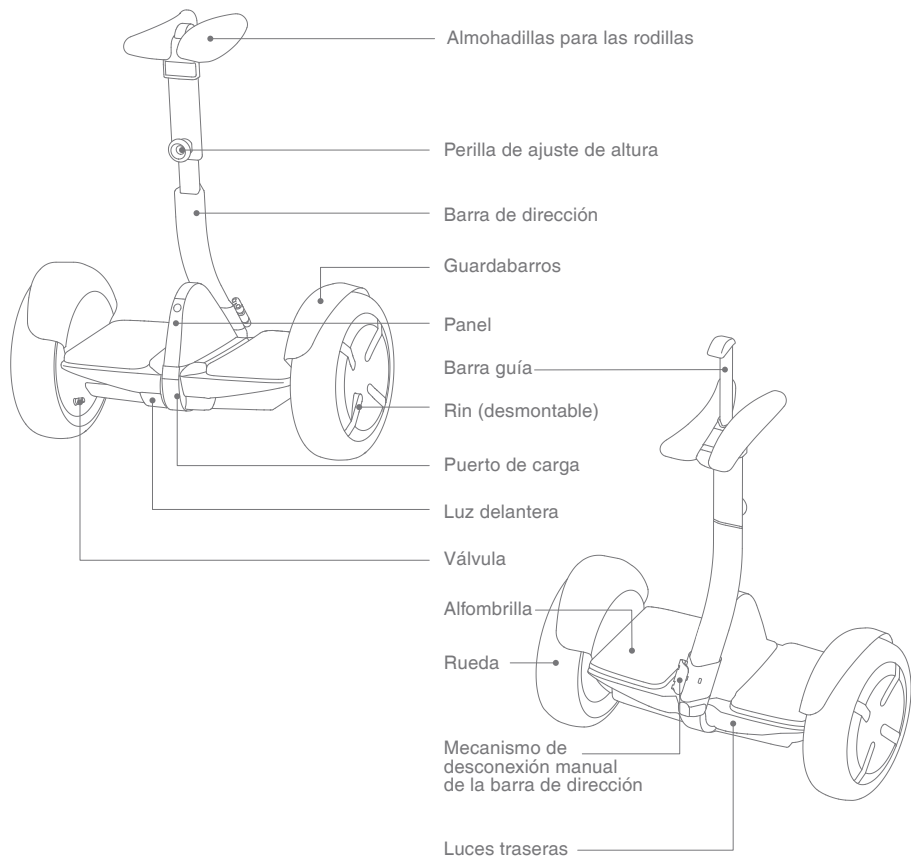 Almohadillas para las rodillas
Perilla de ajuste de altura
Barra de dirección
Guardabarros
Panel
Barra guía
Rin (desmontable)
Puerto de carga
Luz delantera
Válvula
Alfombrilla
Rueda
Mecanismo de
desconexión manual
de la barra de dirección
Luces traseras